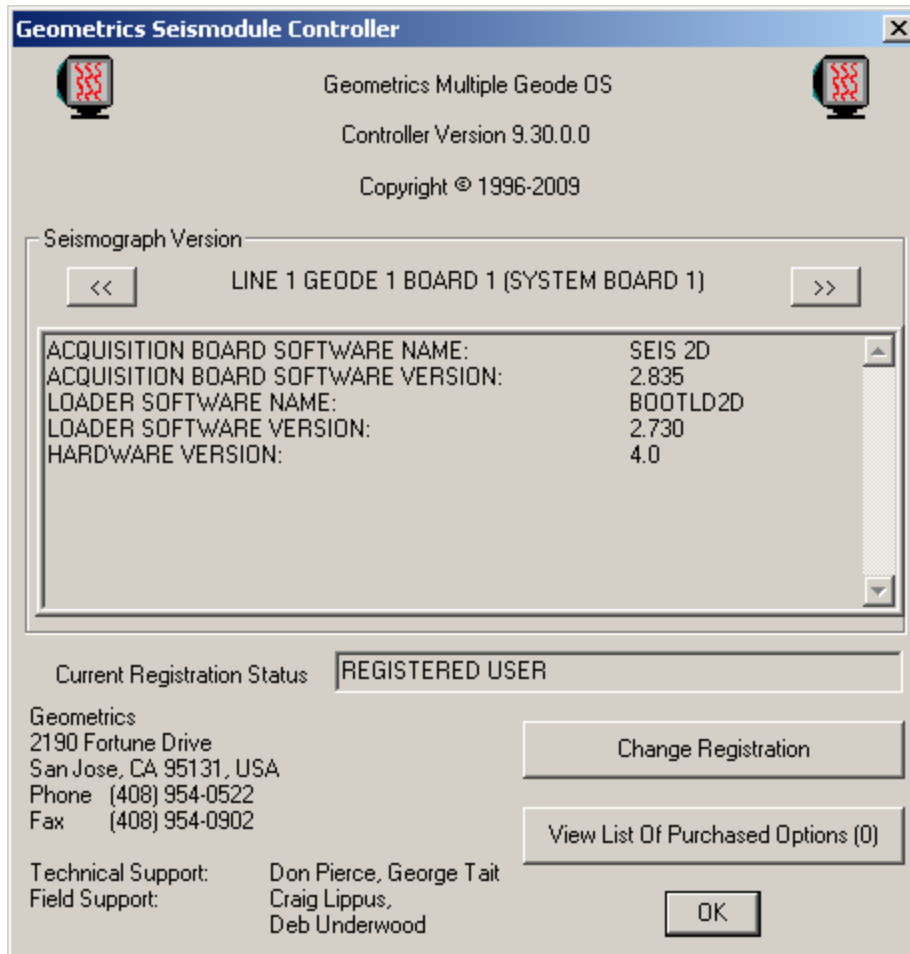 Geometrics Seismodule Controller
Geometrics Multiple Geode OS
Controller Version 9.30.0.0
Copyright © 1996-2009
Seismograph Version
<< LINE 1 GEODE 1 BOARD 1 (SYSTEM BOARD 1) >>
ACQUISITION BOARD SOFTWARE NAME: SEIS 2D
ACQUISITION BOARD SOFTWARE VERSION: 2.835
LOADER SOFTWARE NAME: BOOTLD2D
LOADER SOFTWARE VERSION: 2.730
HARDWARE VERSION: 4.0
Current Registration Status REGISTERED USER
Geometrics
2190 Fortune Drive
San Jose, CA 95131, USA
Phone (408) 954-0522
Fax (408) 954-0902
Change Registration
View List Of Purchased Options (0)
Technical Support: Don Pierce, George Tait
Field Support: Craig Lippus,
Deb Underwood
OK